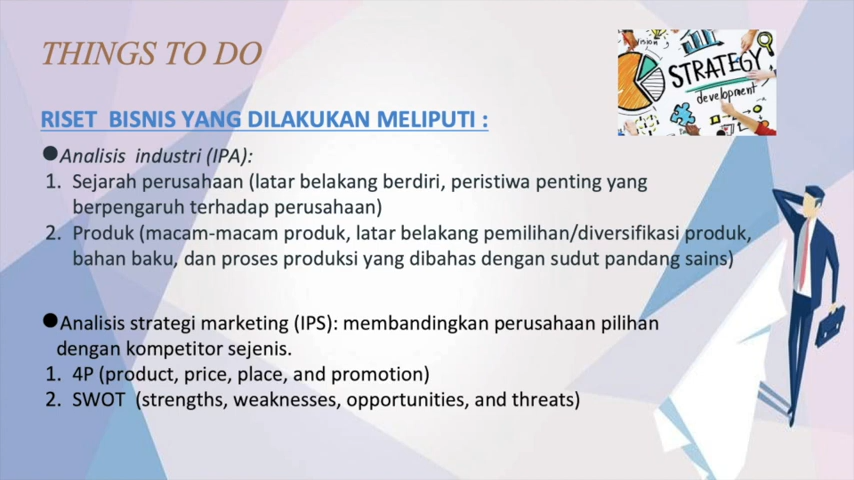 THINGS TO DO
Vision
STRATEGY
development
RISET BISNIS YANG DILAKUKAN MELIPUTI :
●Analisis industri (IPA):
1. Sejarah perusahaan (latar belakang berdiri, peristiwa penting yang
berpengaruh terhadap perusahaan)
2. Produk (macam-macam produk, latar belakang pemilihan/diversifikasi produk,
bahan baku, dan proses produksi yang dibahas dengan sudut pandang sains)
●Analisis strategi marketing (IPS): membandingkan perusahaan pilihan
dengan kompetitor sejenis.
1. 4P (product, price, place, and promotion)
2. SWOT (strengths, weaknesses, opportunities, and threats)